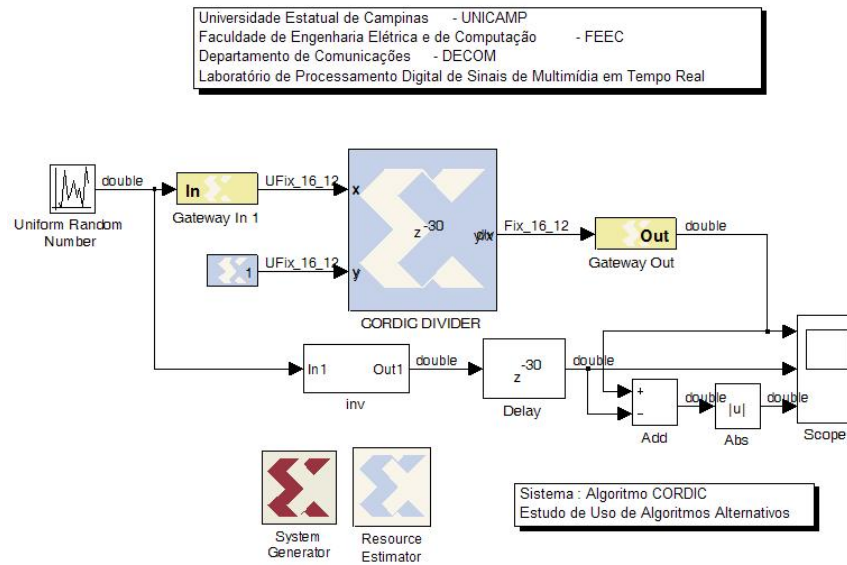 Universidade Estatual de Campinas - UNICAMP
Faculdade de Engenharia Elétrica e de Computação - FEEC
Departamento de Comunicações - DECOM
Laboratório de Processamento Digital de Sinais de Multimídia em Tempo Real
double
In
UFix_16_12
x
Uniform Random
Number
Gateway In 1
z-30
y/x
Fix_16_12
Out
double
Gateway Out
1
UFix_16_12
y
CORDIC DIVIDER
In1
Out1
inv
double
z-30
Delay
double
+
−
Add
double
|u|
Abs
double
Scope
System
Generator
Resource
Estimator
Sistema : Algoritmo CORDIC
Estudo de Uso de Algoritmos Alternativos